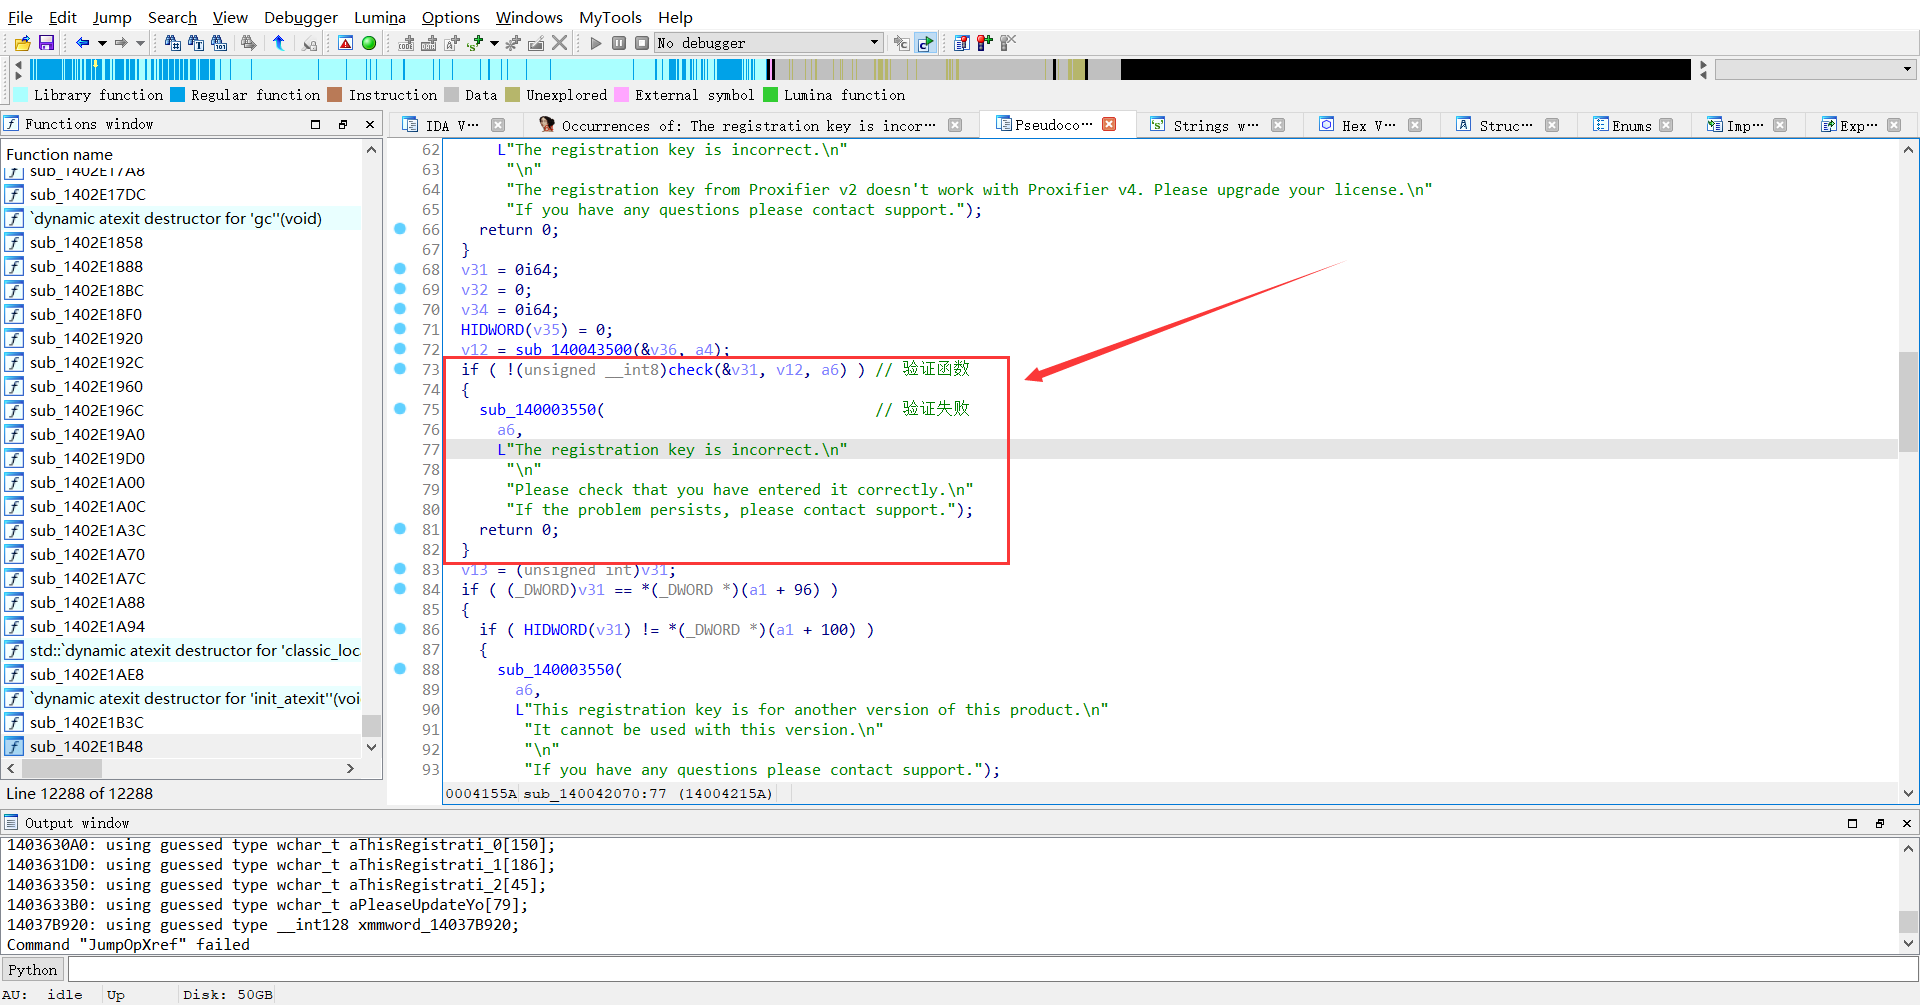 File Edit Jump Search View Debugger Lumina Options Windows MyTools Help
No debugger
Library function Regular function Instruction Data Unexplored External symbol Lumina function
Functions window
IDA V··· Occurrences of: The registration key is incor··· Pseudoco··· Strings w··· Hex V··· Struc··· Enums Imp··· Exp···
Function name
sub_1402E17A8
sub_1402E17DC
`dynamic atexit destructor for 'gc''(void)
sub_1402E1858
sub_1402E1888
sub_1402E18BC
sub_1402E18F0
sub_1402E1920
sub_1402E192C
sub_1402E1960
sub_1402E196C
sub_1402E19A0
sub_1402E19D0
sub_1402E1A00
sub_1402E1A0C
sub_1402E1A3C
sub_1402E1A70
sub_1402E1A7C
sub_1402E1A88
sub_1402E1A94
std::`dynamic atexit destructor for 'classic_loc
sub_1402E1AE8
`dynamic atexit destructor for 'init_atexit''(voi
sub_1402E1B3C
sub_1402E1B48
Line 12288 of 12288
62 L"The registration key is incorrect.\n"
63 "\n"
64 "The registration key from Proxifier v2 doesn't work with Proxifier v4. Please upgrade your license.\n"
65 "If you have any questions please contact support.");
66 return 0;
67 }
68 v31 = 0i64;
69 v32 = 0;
70 v34 = 0i64;
71 HIDWORD(v35) = 0;
72 v12 = sub_140043500(&v36, a4);
73 if ( !(unsigned __int8)check(&v31, v12, a6) ) // 验证函数
74 {
75 sub_140003550( // 验证失败
76 a6,
77 L"The registration key is incorrect.\n"
78 "\n"
79 "Please check that you have entered it correctly.\n"
80 "If the problem persists, please contact support.");
81 return 0;
82 }
83 v13 = (unsigned int)v31;
84 if ( (_DWORD)v31 == *(_DWORD *)(a1 + 96) )
85 {
86 if ( HIDWORD(v31) != *(_DWORD *)(a1 + 100) )
87 {
88 sub_140003550(
89 a6,
90 L"This registration key is for another version of this product.\n"
91 "It cannot be used with this version.\n"
92 "\n"
93 "If you have any questions please contact support.");
0004155A sub_140042070:77 (14004215A)
Output window
1403630A0: using guessed type wchar_t aThisRegistrati_0[150];
1403631D0: using guessed type wchar_t aThisRegistrati_1[186];
140363350: using guessed type wchar_t aThisRegistrati_2[45];
1403633B0: using guessed type wchar_t aPleaseUpdateYo[79];
14037B920: using guessed type __int128 xmmword_14037B920;
Command "JumpOpXref" failed
Python
AU: idle Up Disk: 50GB